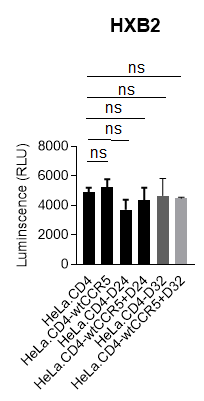 HXB2
ns
ns
ns
ns
ns
Luminscence (RLU)
8000
6000
4000
2000
0
HeLa.CD4
HeLa.CD4-wtCCR5
HeLa.CD4-D24
HeLa.CD4-wtCCR5+D24
HeLa.CD4-D32
HeLa.CD4-wtCCR5+D32